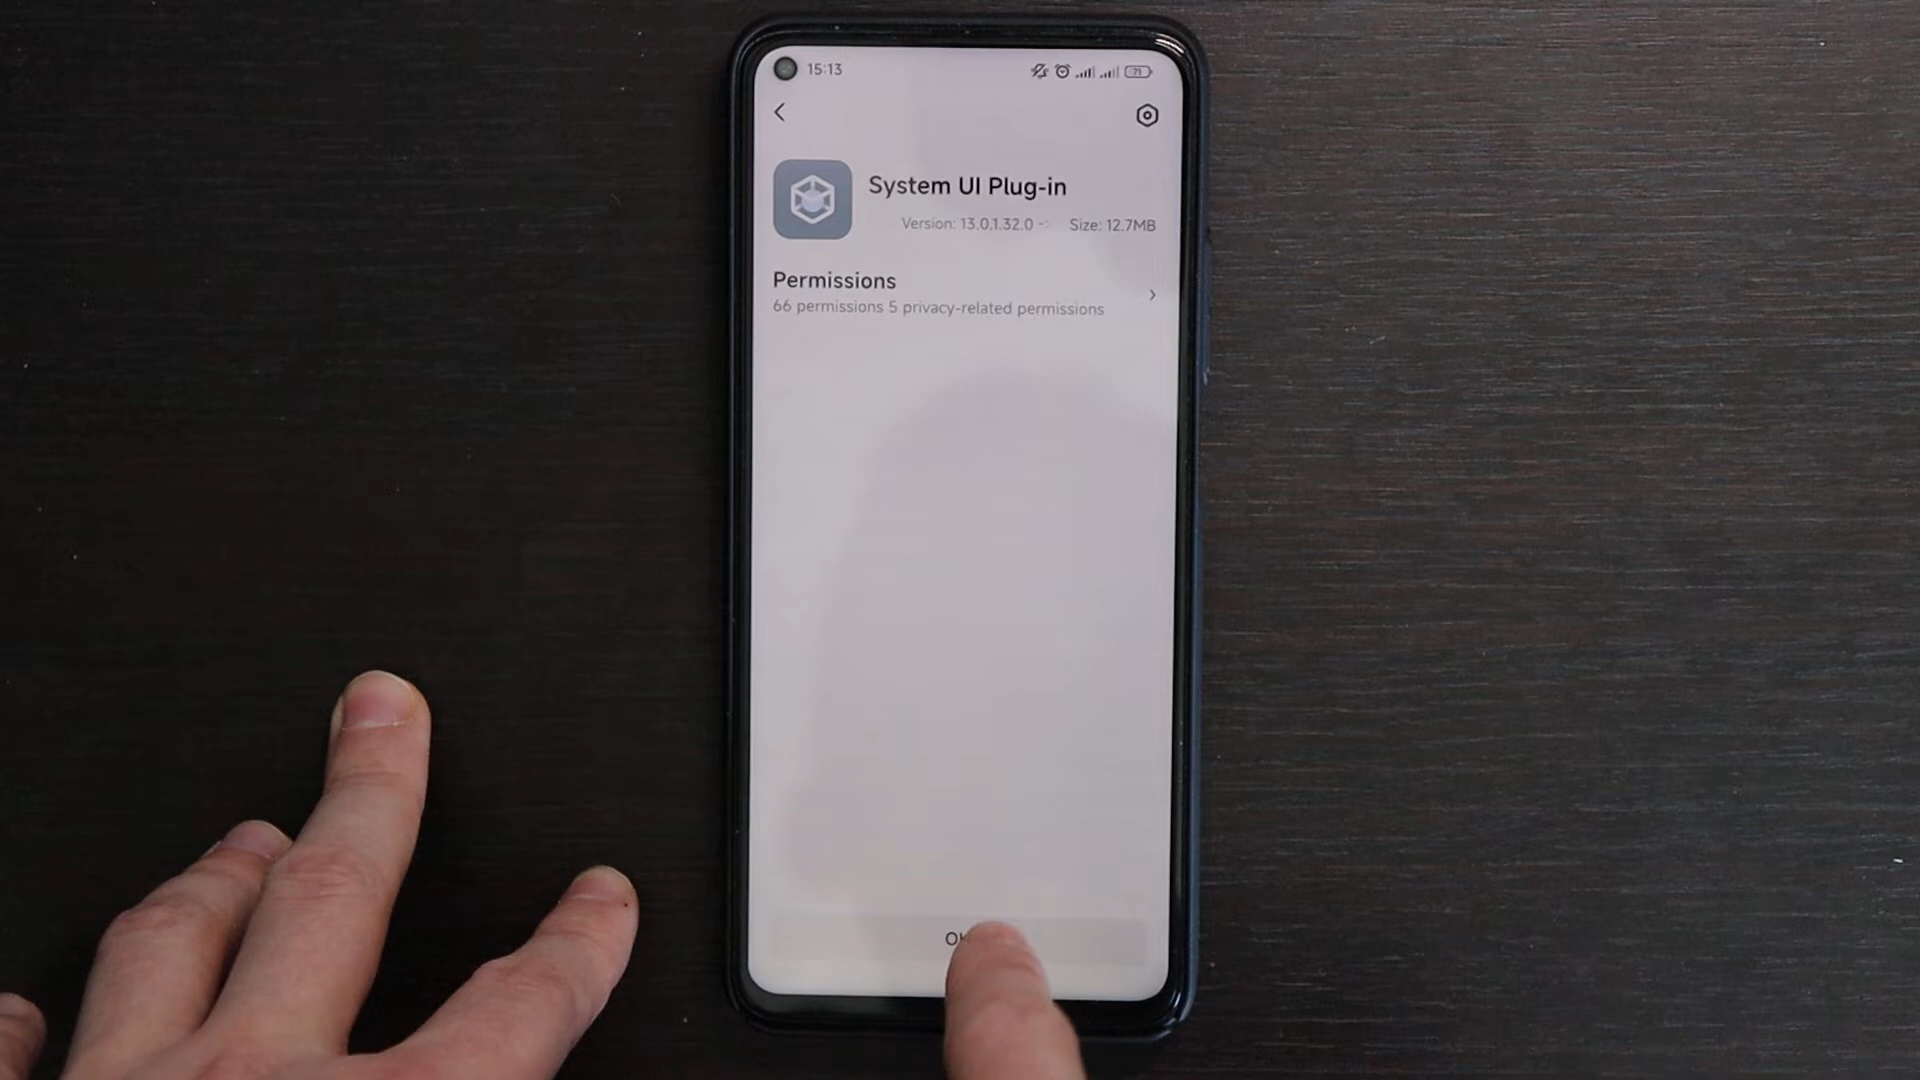 15:13
71
System UI Plug-in
Version: 13.0.1.32.0 -> Size: 12.7MB
Permissions
66 permissions 5 privacy-related permissions